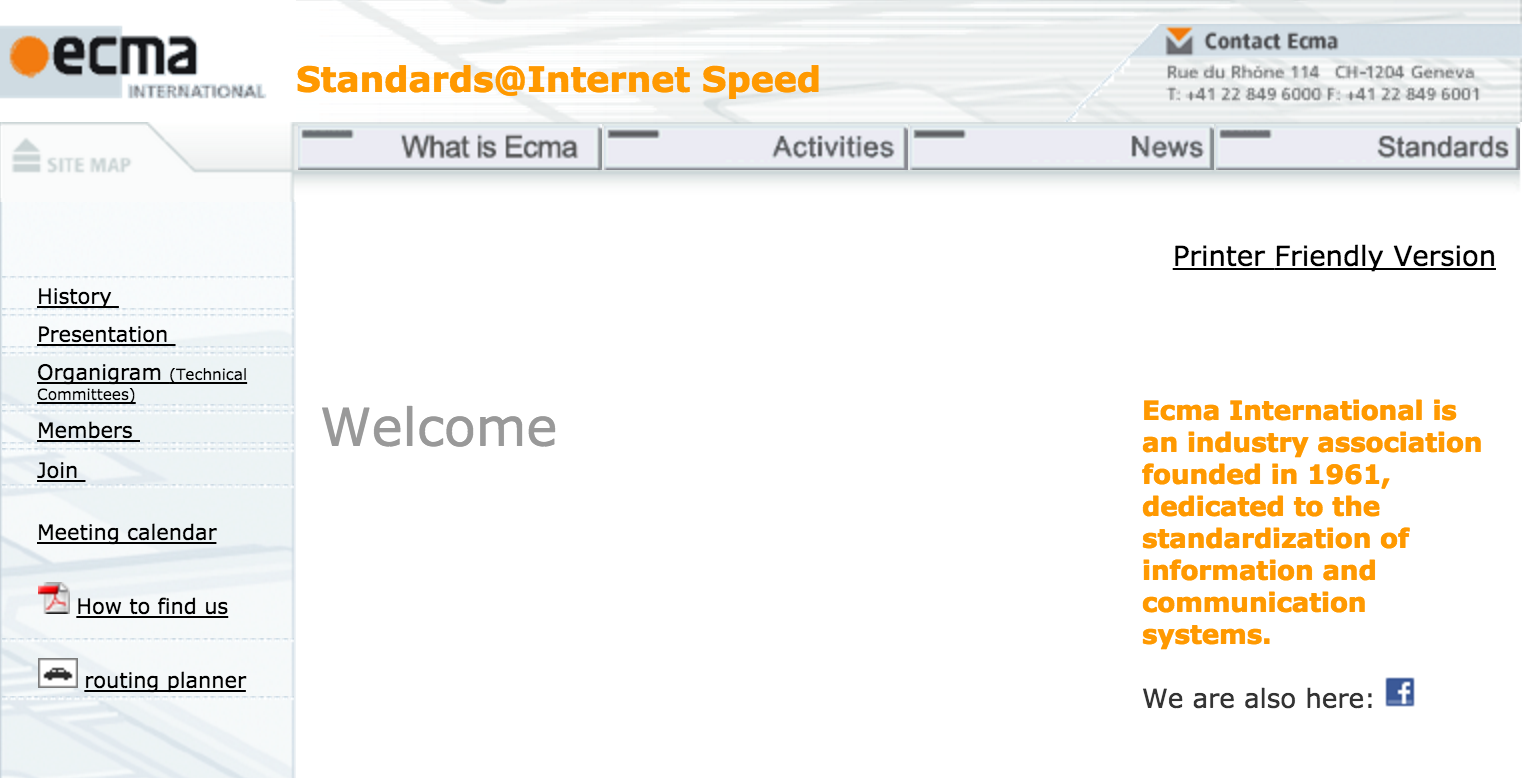 ecma
INTERNATIONAL
Standards@Internet Speed
Contact Ecma
Rue du Rhône 114 CH-1204 Geneva
T: +41 22 849 6000 F: +41 22 849 6001
SITE MAP
What is Ecma
Activities
News
Standards
Printer Friendly Version
History
Presentation
Organigram (Technical
Committees)
Members
Join
Meeting calendar
How to find us
routing planner
Welcome
Ecma International is
an industry association
founded in 1961,
dedicated to the
standardization of
information and
communication
systems.
We are also here: